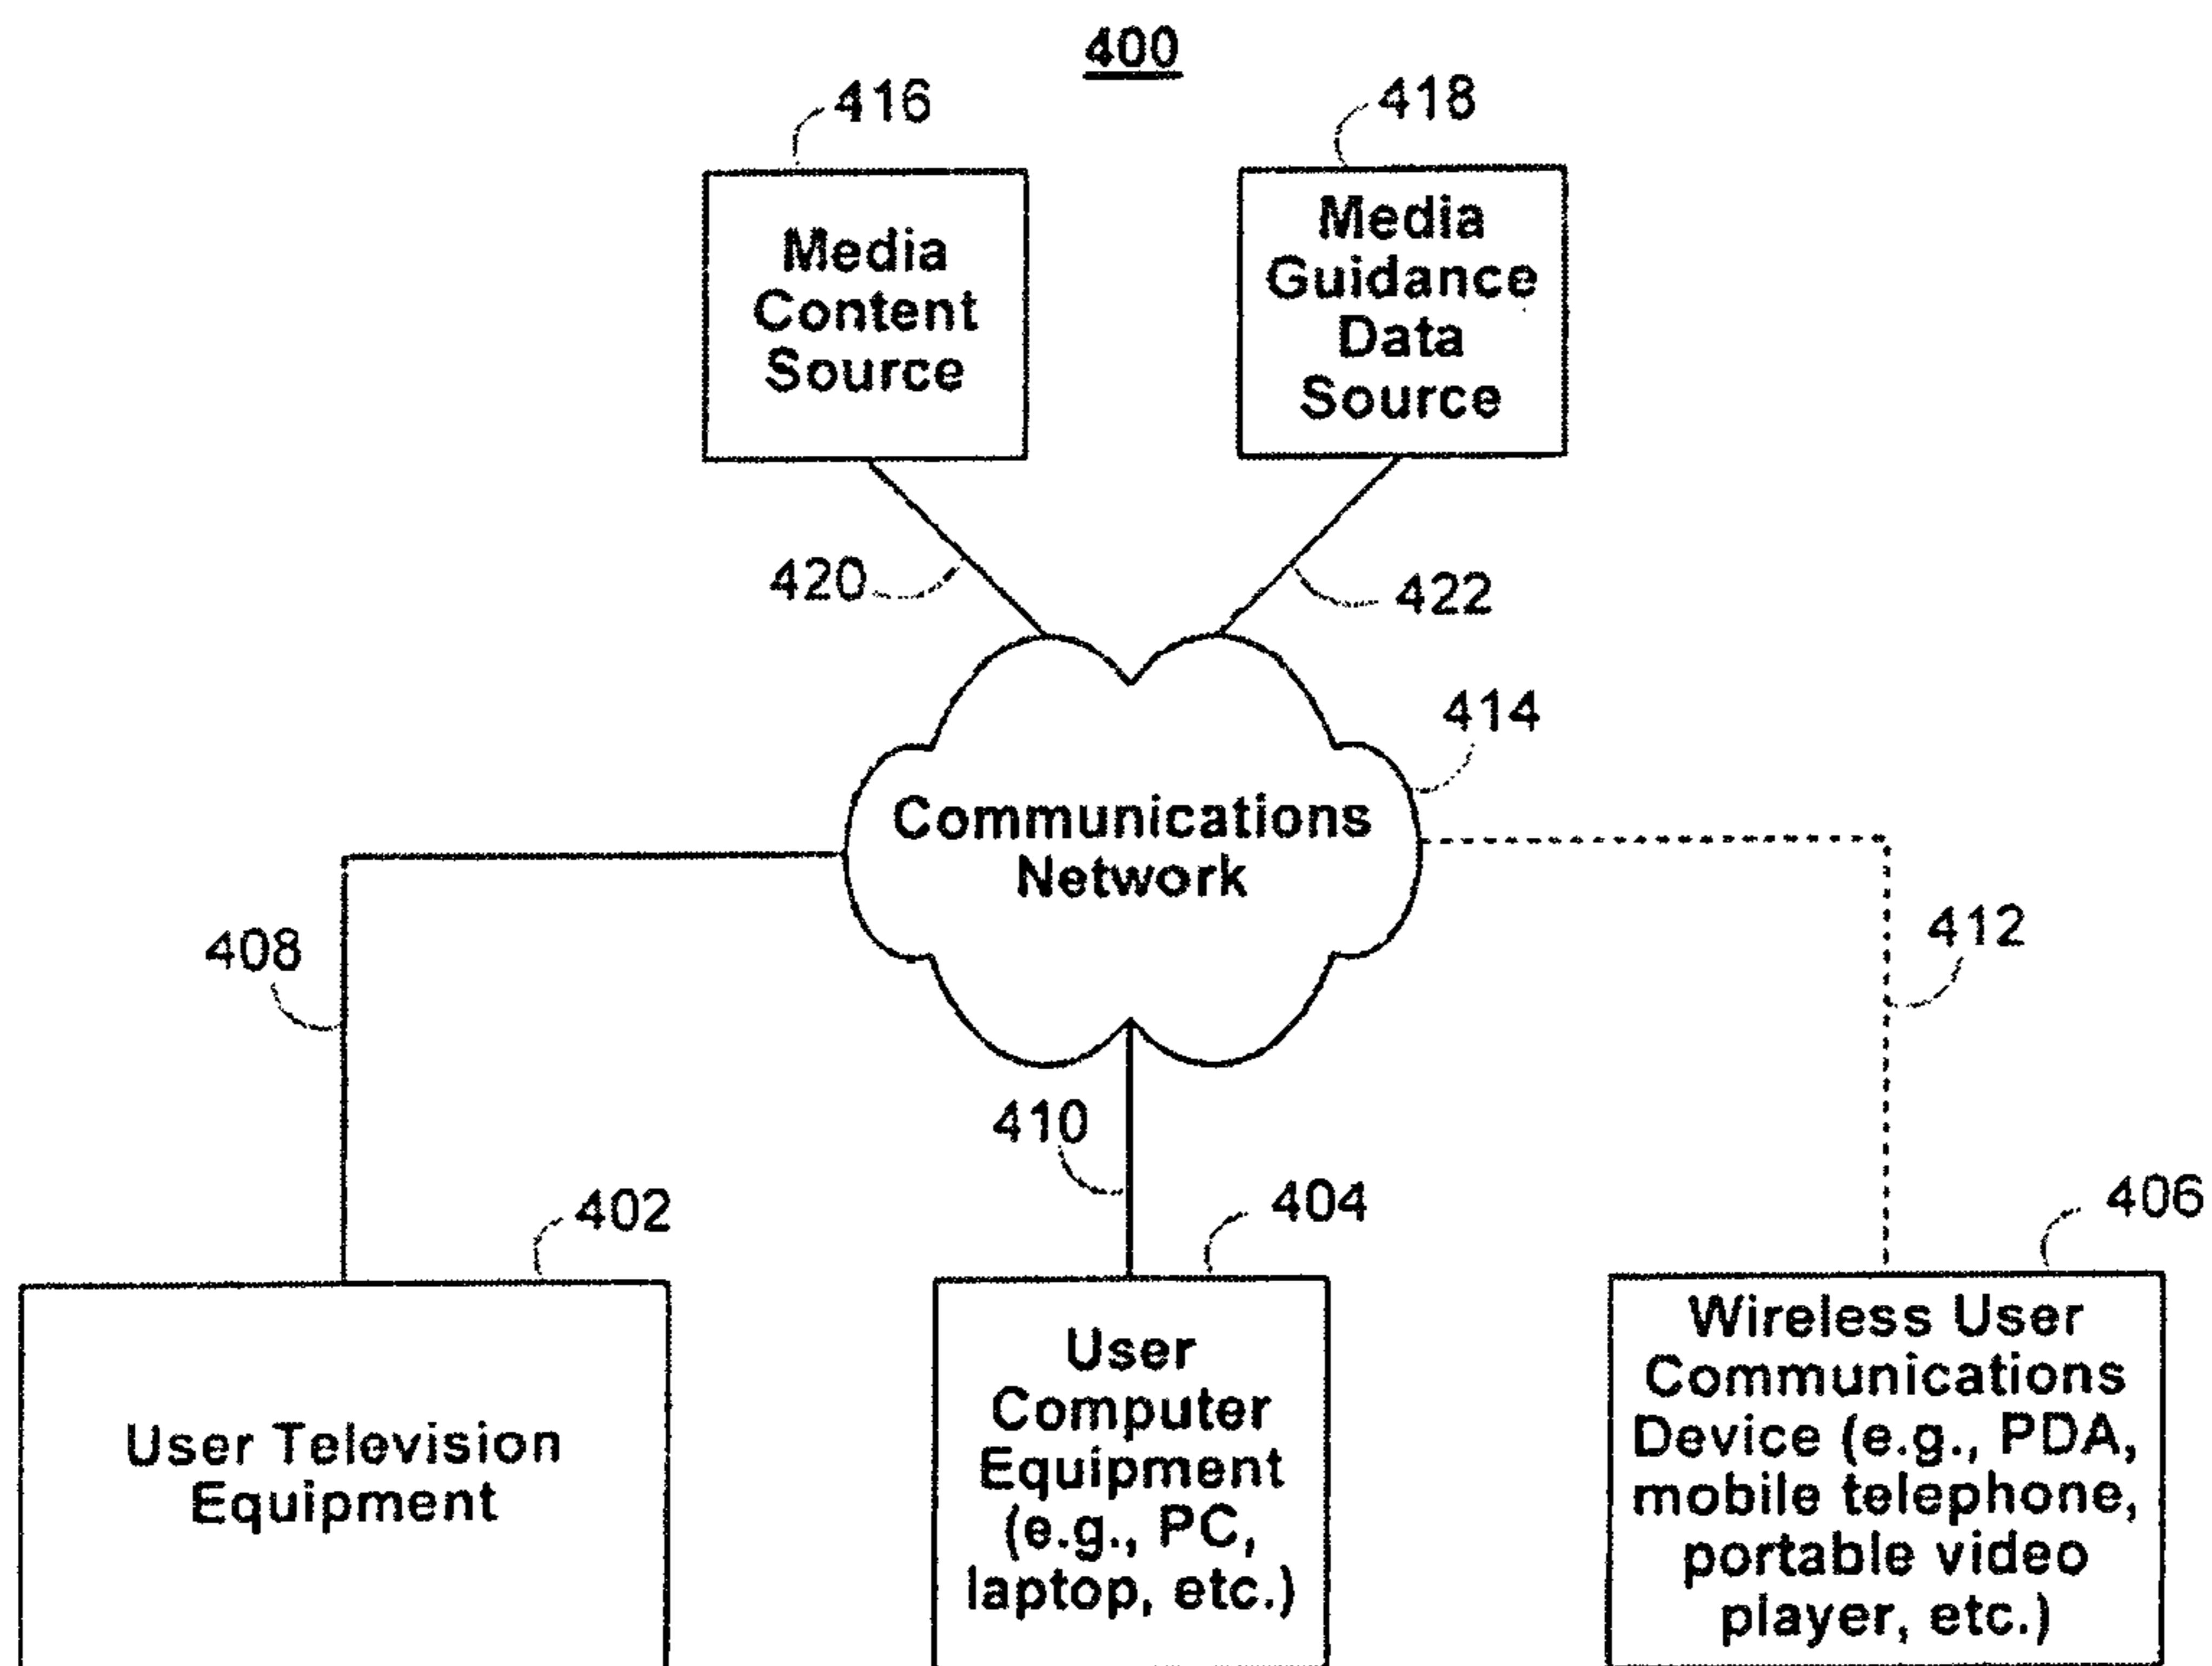 400
416
418
Media
Content
Source
Media
Guidance
Data
Source
420
422
414
Communications
Network
408
412
410
402
404
406
User Television
Equipment
User
Computer
Equipment
(e.g., PC,
laptop, etc.)
Wireless User
Communications
Device (e.g., PDA,
mobile telephone,
portable video
player, etc.)